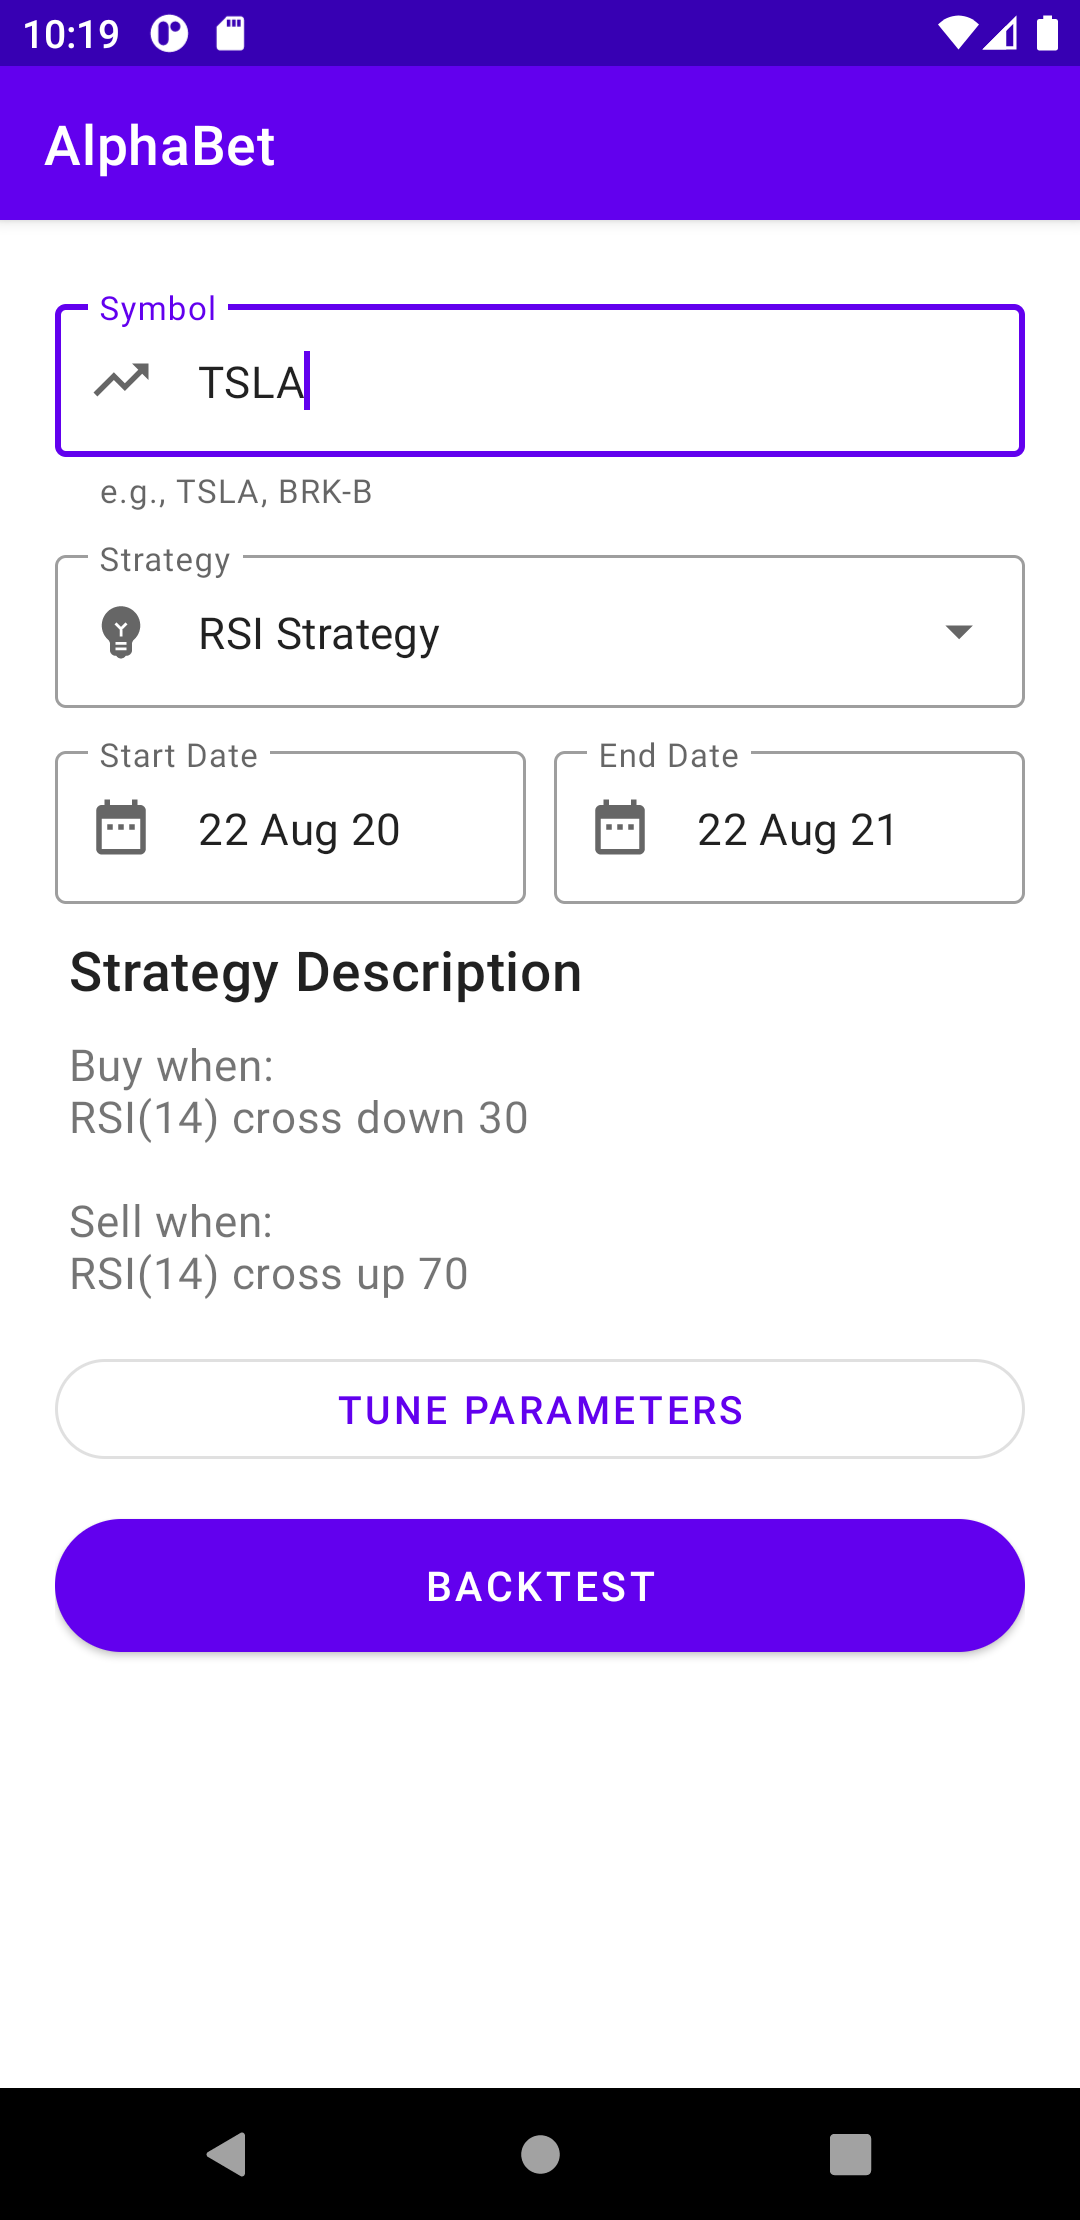 10:19
AlphaBet
Symbol
TSLA
e.g., TSLA, BRK-B
Strategy
RSI Strategy
Start Date
End Date
22 Aug 20
22 Aug 21
Strategy Description
Buy when:
RSI(14) cross down 30
Sell when:
RSI(14) cross up 70
TUNE PARAMETERS
BACKTEST